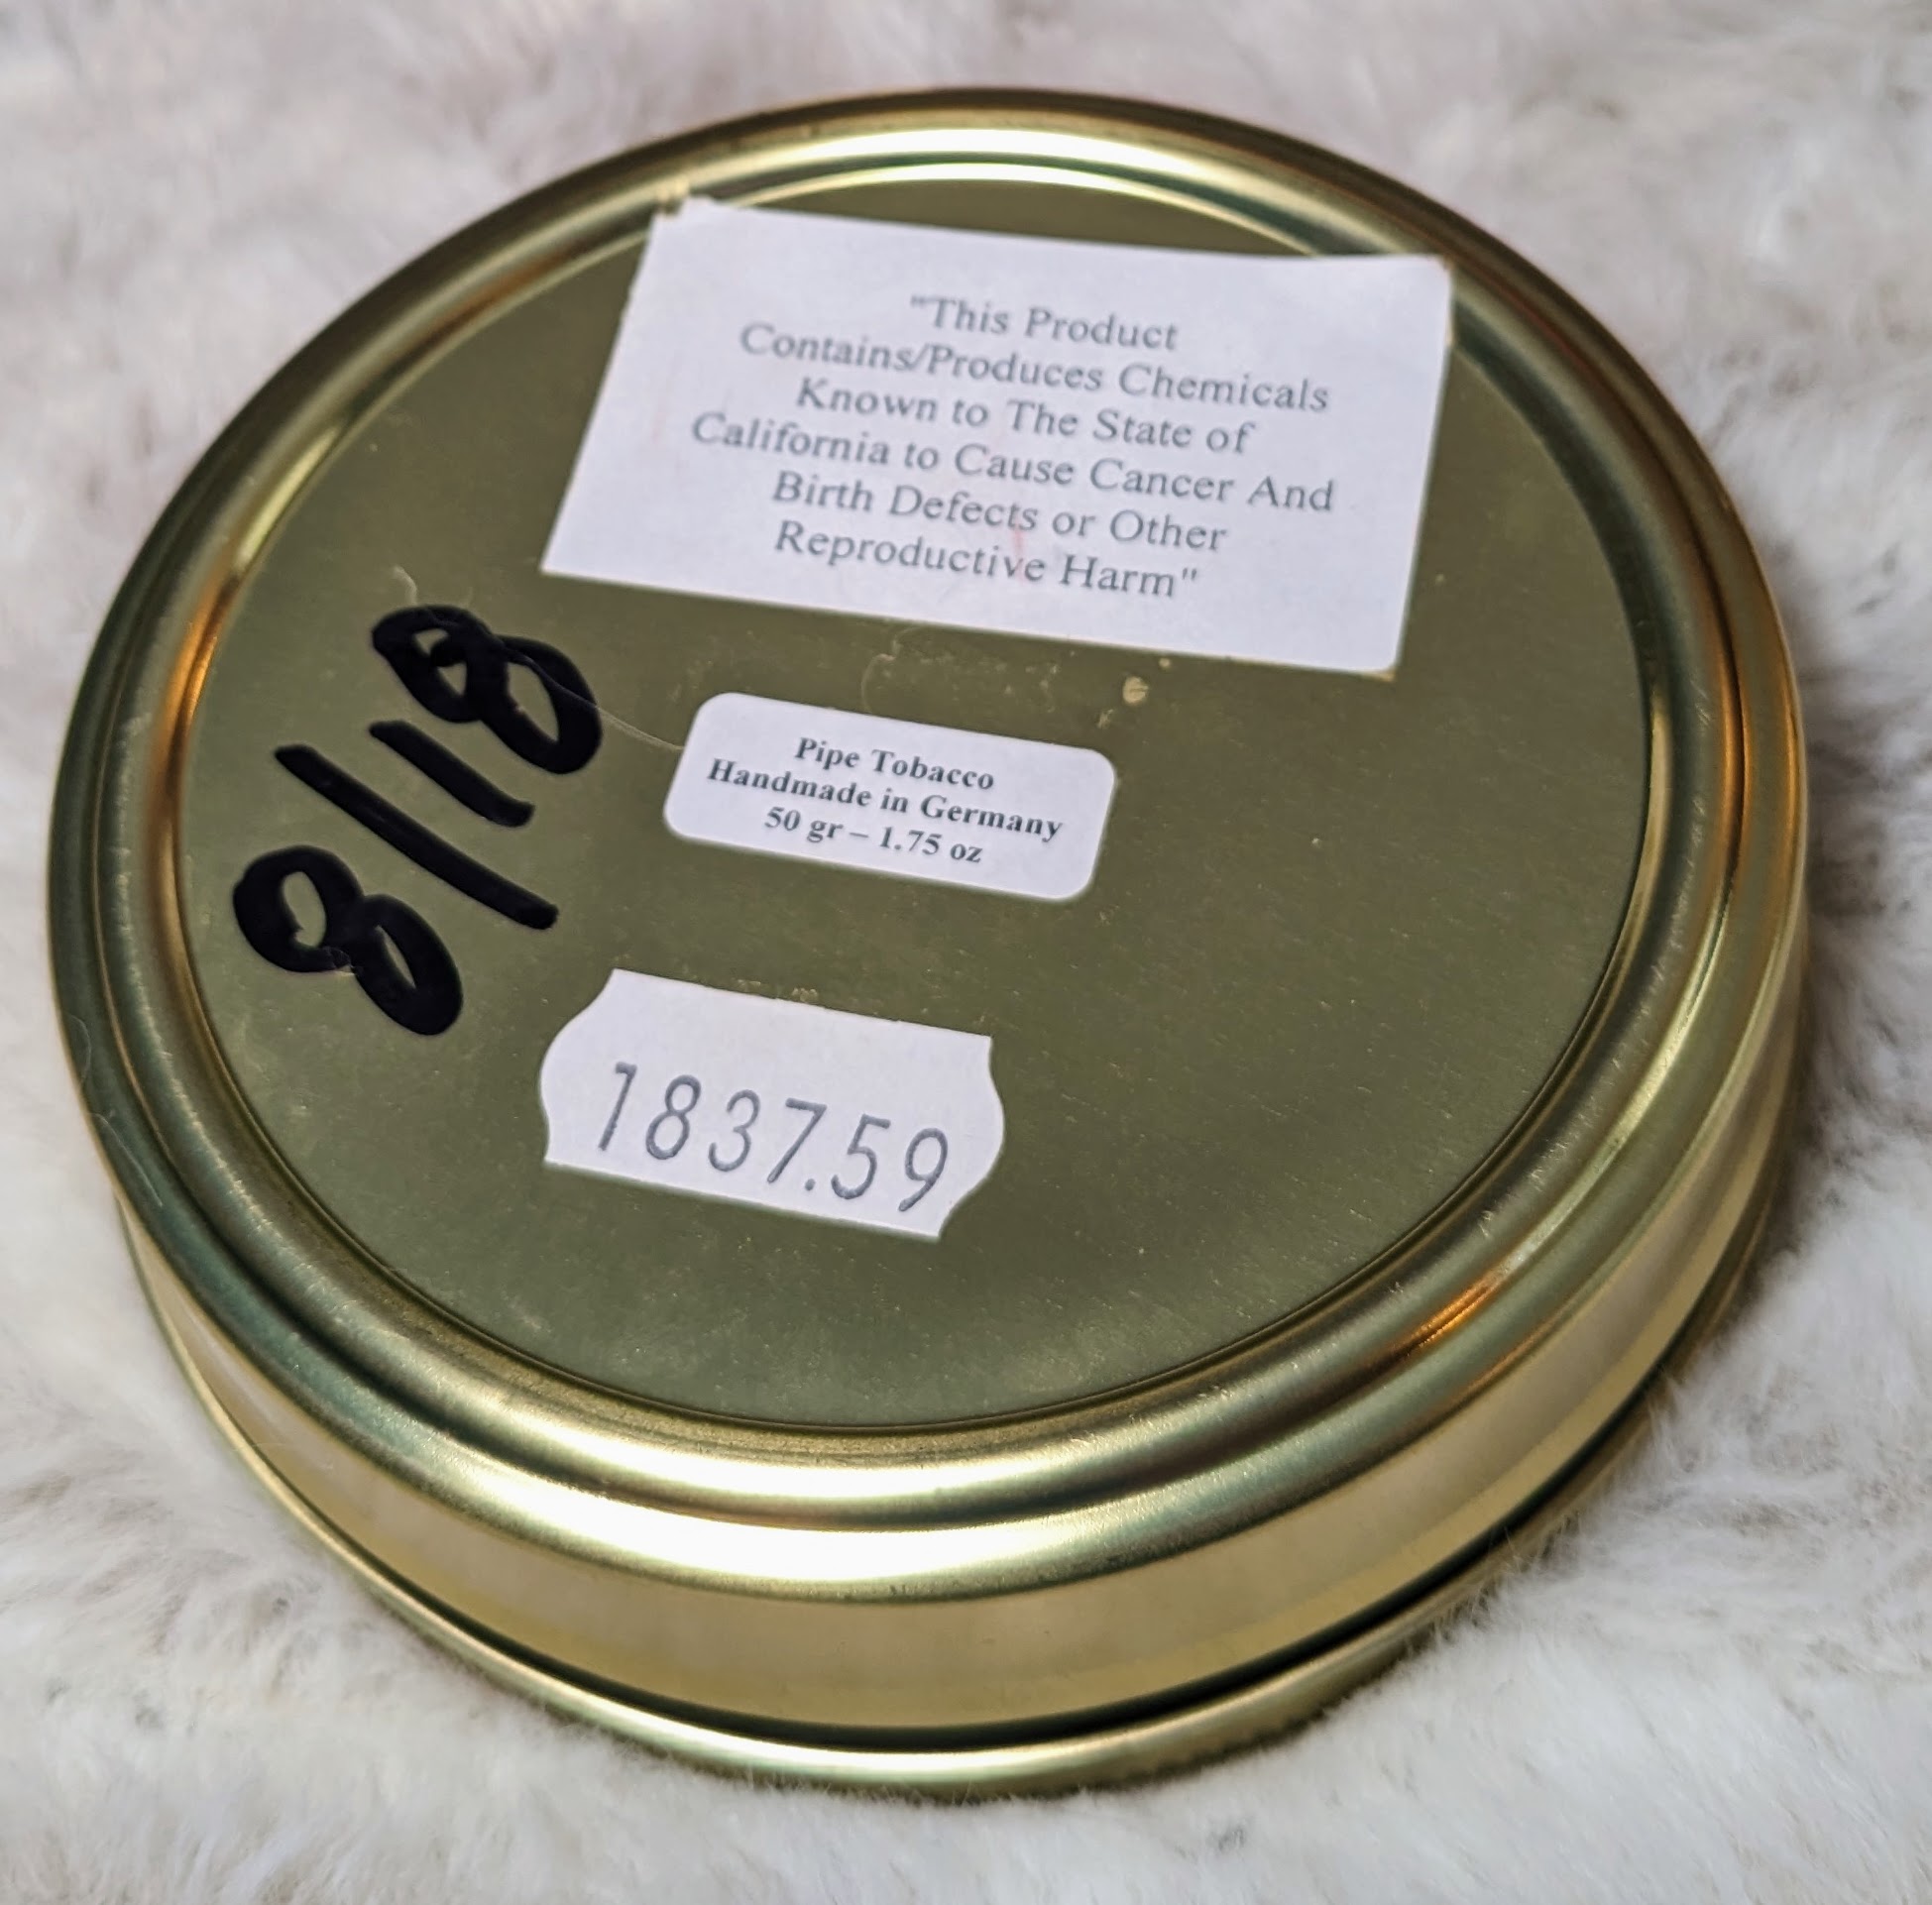 "This Product
Contains/Produces Chemicals
Known to The State of
California to Cause Cancer And
Birth Defects or Other
Reproductive Harm"
8/18
Pipe Tobacco
Handmade in Germany
50 gr – 1.75 oz
1837.59